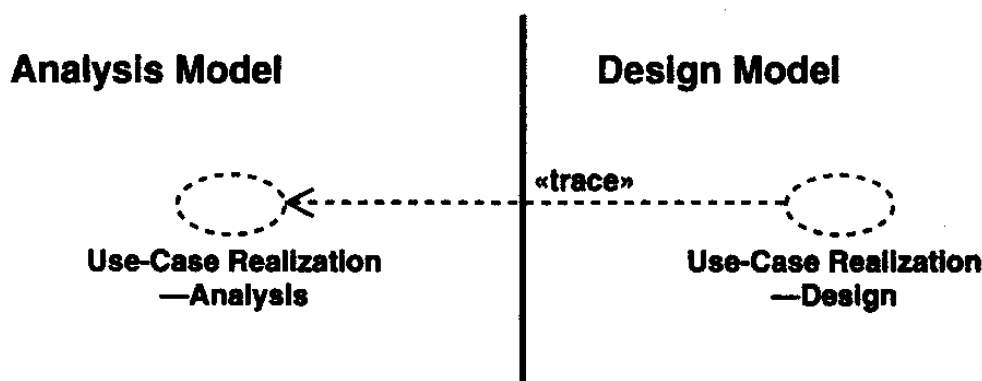 Analysis Model
Design Model
«trace»
Use-Case Realization
—Analysis
Use-Case Realization
—Design